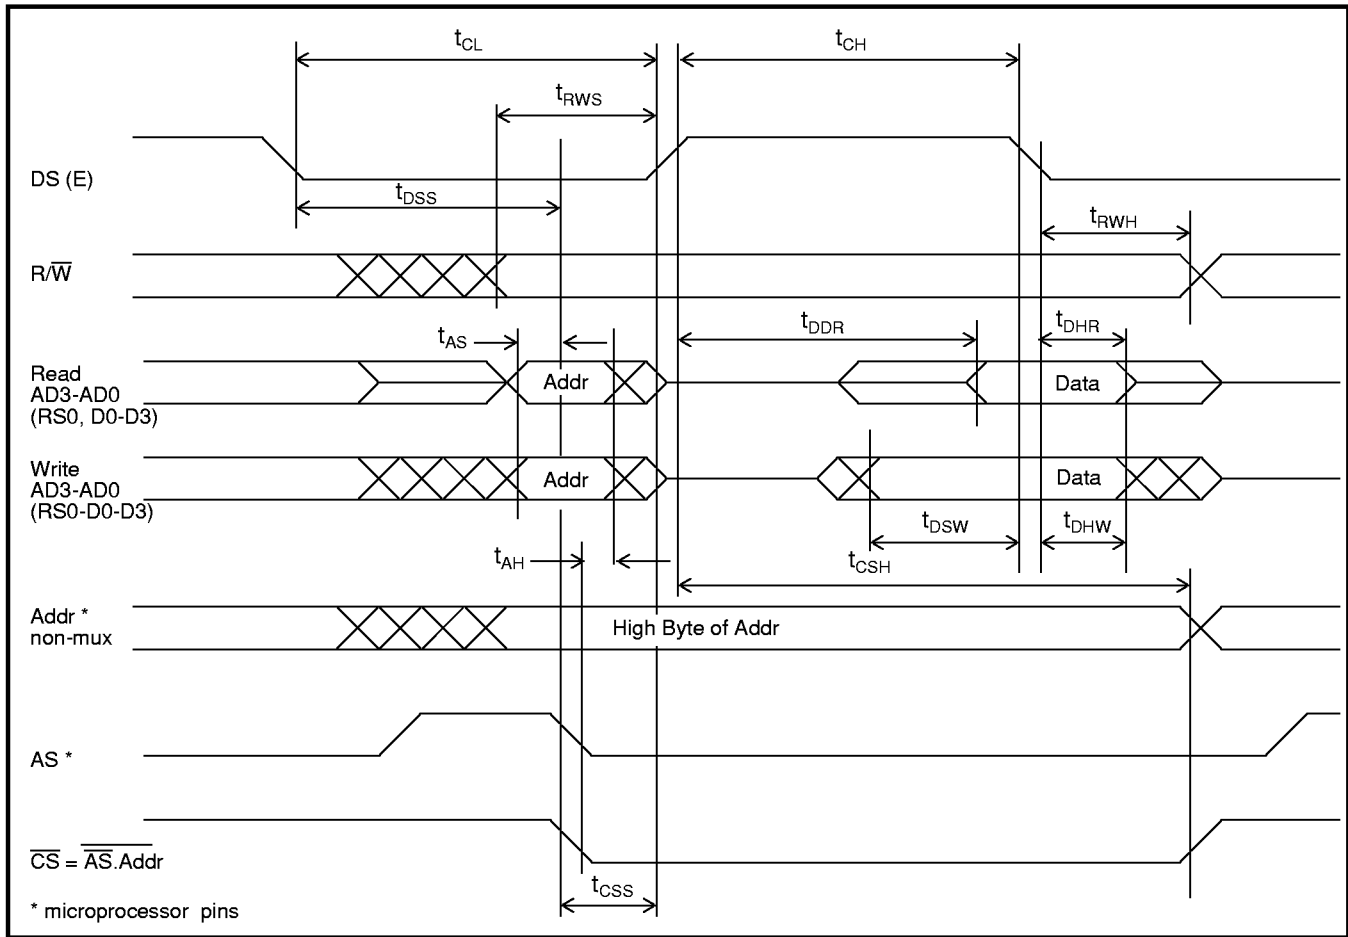 tCL
tCH
tRWS
DS (E)
tDSS
tRWH
R/W̅
tDDR
tDHR
tAS
Read
AD3-AD0
(RS0, D0-D3)
Addr
Data
Write
AD3-AD0
(RS0-D0-D3)
Addr
Data
tDSW
tDHW
tAH
tCSH
Addr *
non-mux
High Byte of Addr
AS *
C̅S̅ = A̅S̅.Addr
tCSS
* microprocessor pins